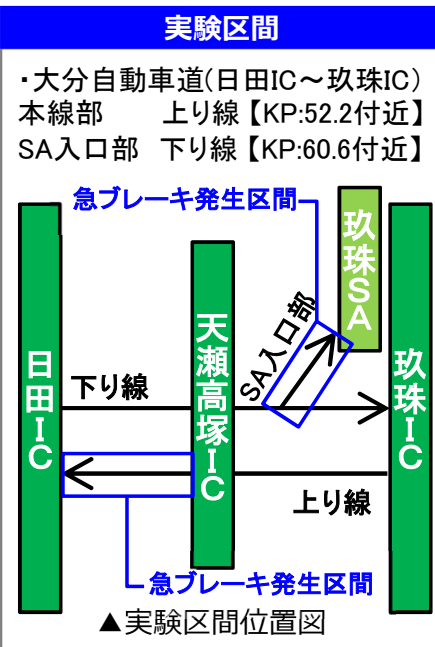 実験区間
・大分自動車道(日田IC～玖珠IC)
本線部　　上り線【KP:52.2付近】
SA入口部　下り線【KP:60.6付近】
急ブレーキ発生区間
玖珠SA
SA入口部
日田IC
天瀬高塚IC
玖珠IC
下り線
上り線
急ブレーキ発生区間
▲実験区間位置図